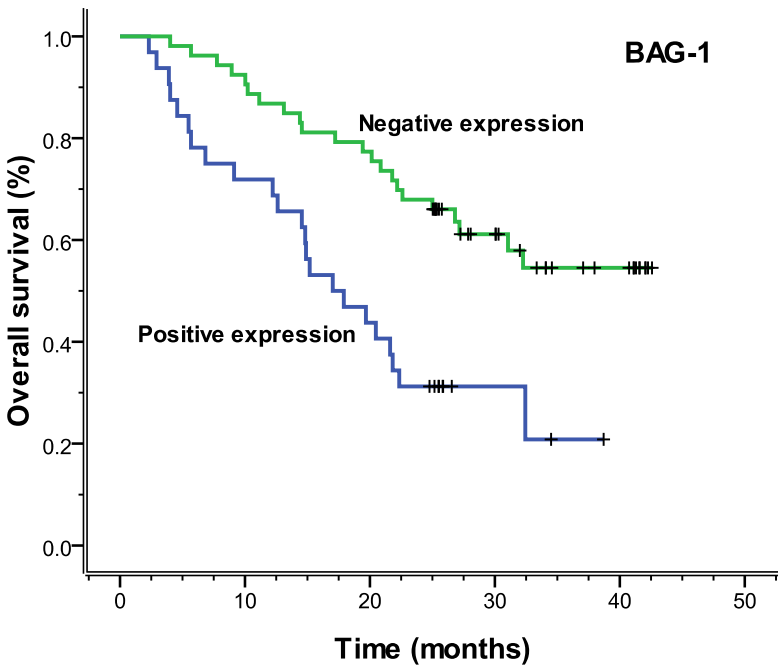 BAG-1
1.0
Negative expression
0.8
0.6
Positive expression
0.4
0.2
0.0
Overall survival (%)
0 10 20 30 40 50
Time (months)